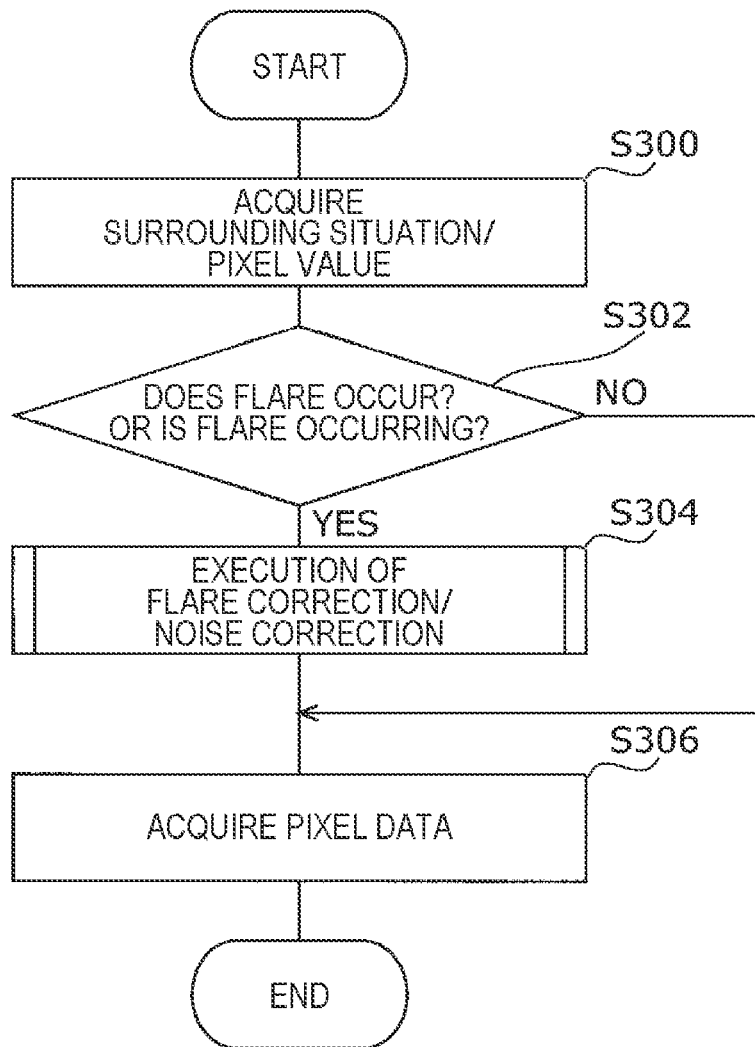 START
S300
ACQUIRE
SURROUNDING SITUATION/
PIXEL VALUE
S302
DOES FLARE OCCUR?
OR IS FLARE OCCURRING?
NO
YES
S304
EXECUTION OF
FLARE CORRECTION/
NOISE CORRECTION
S306
ACQUIRE PIXEL DATA
END